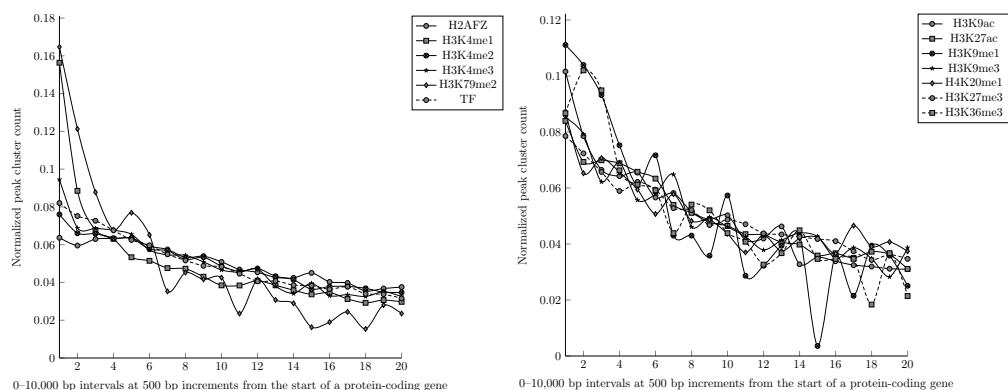 0.18
0.16
0.14
0.12
0.1
0.08
0.06
0.04
0.02
0
Normalized peak cluster count
2 4 6 8 10 12 14 16 18 20
0–10,000 bp intervals at 500 bp increments from the start of a protein-coding gene
H2AFZ
H3K4me1
H3K4me2
H3K4me3
H3K79me2
TF
0.12
0.1
0.08
0.06
0.04
0.02
0
Normalized peak cluster count
2 4 6 8 10 12 14 16 18 20
0–10,000 bp intervals at 500 bp increments from the start of a protein-coding gene
H3K9ac
H3K27ac
H3K9me1
H3K9me3
H4K20me1
H3K27me3
H3K36me3